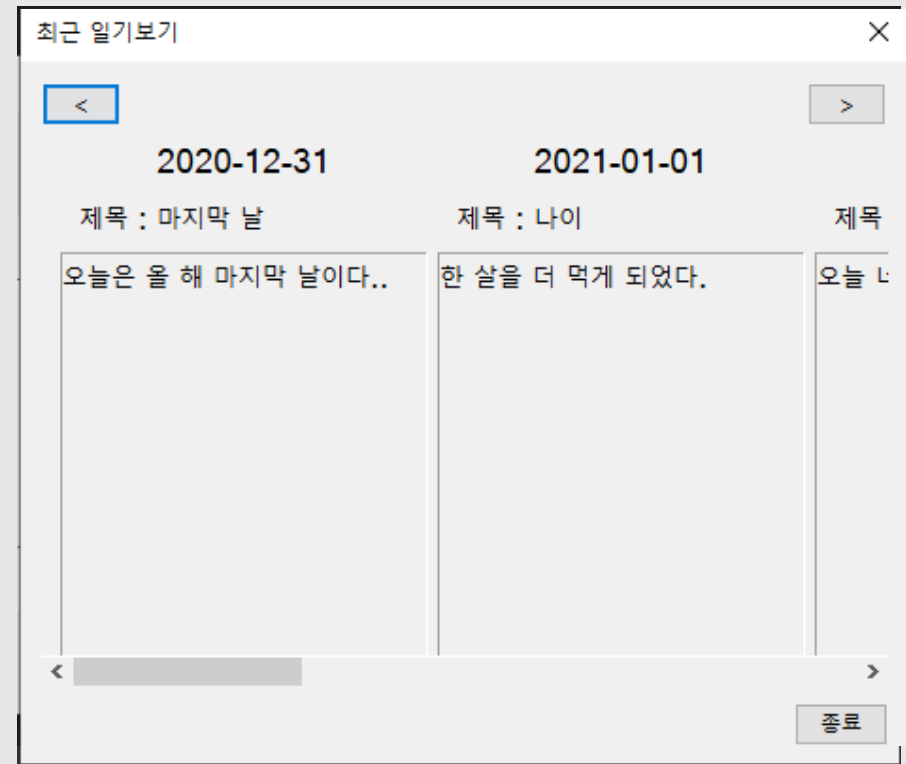 최근 일기보기
<
>
2020-12-31
2021-01-01
제목 : 마지막 날
제목 : 나이
제목
오늘은 올 해 마지막 날이다..
한 살을 더 먹게 되었다.
오늘
종료